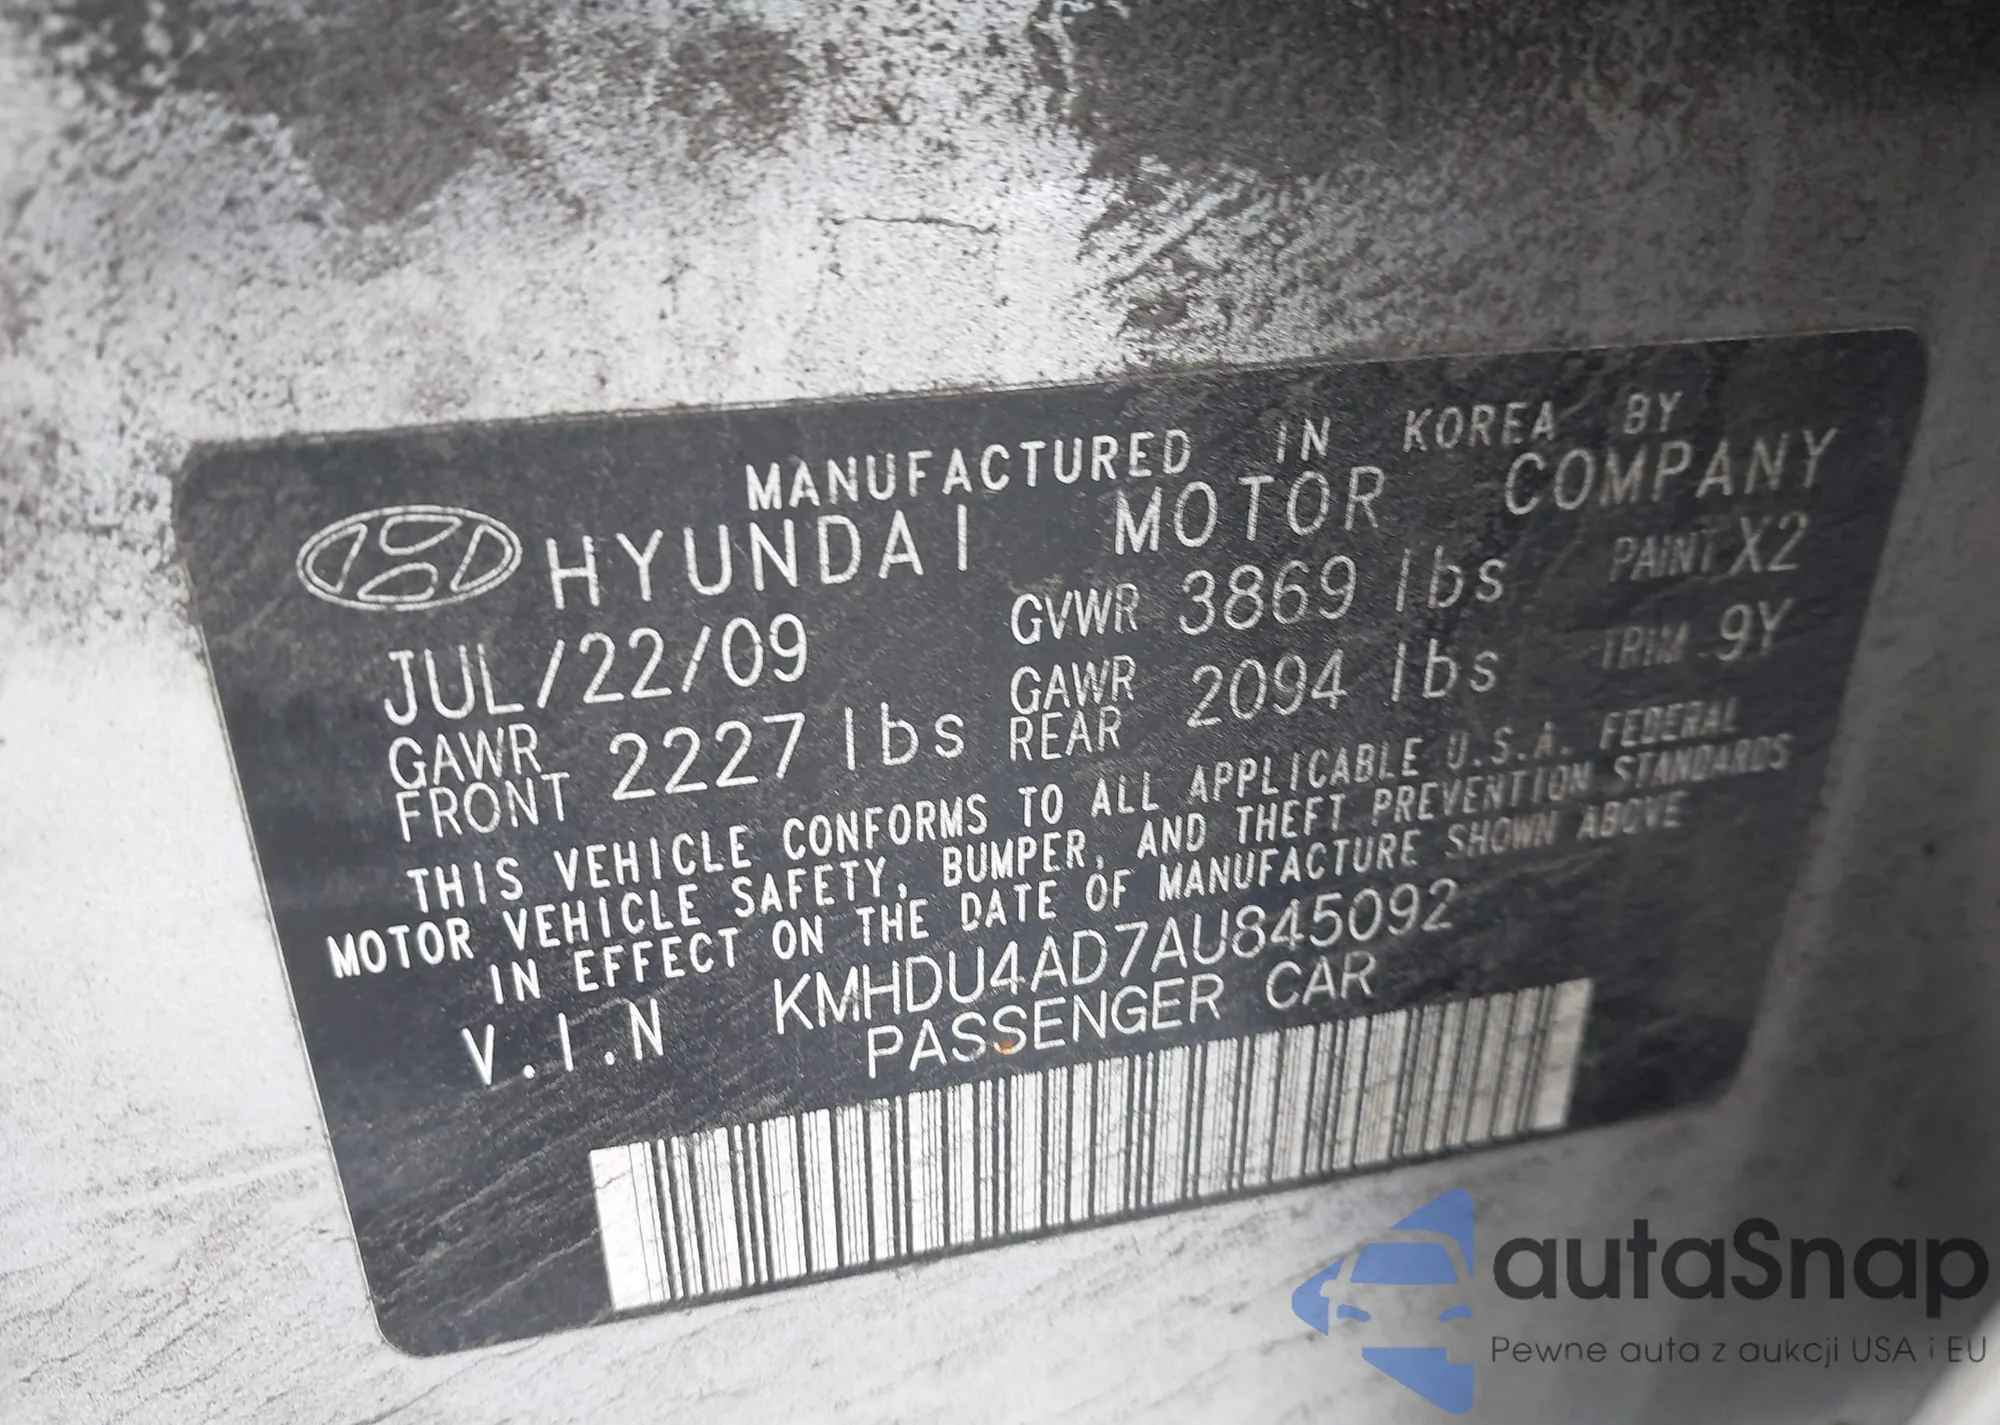 MANUFACTURED IN KOREA BY
HYUNDAI MOTOR COMPANY
JUL/22/09 GVWR 3869 lbs PAINT X2
GAWR FRONT 2227 lbs GAWR REAR 2094 lbs TRIM 9Y
THIS VEHICLE CONFORMS TO ALL APPLICABLE U.S.A. FEDERAL
MOTOR VEHICLE SAFETY, BUMPER, AND THEFT PREVENTION STANDARDS
IN EFFECT ON THE DATE OF MANUFACTURE SHOWN ABOVE
V.I.N KMHDU4AD7AU845092
PASSENGER CAR
autaSnap
Pewne auta z aukcji USA i EU